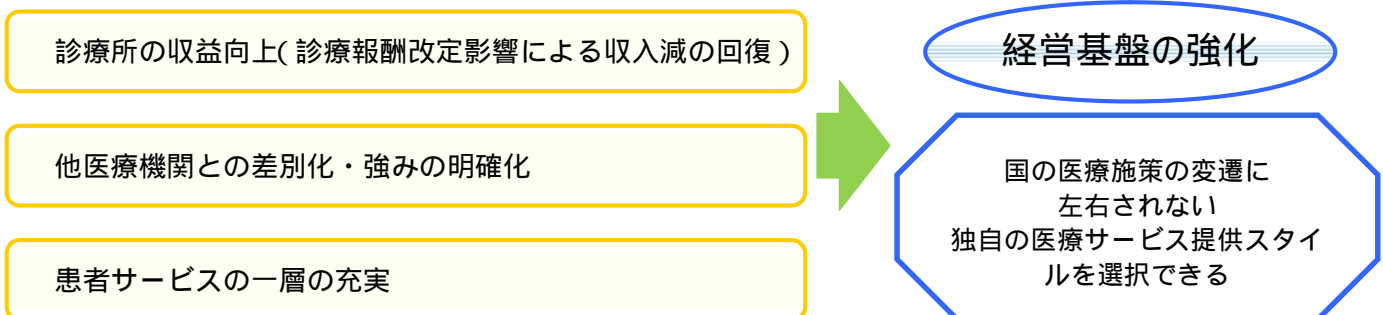 診療所の収益向上(診療報酬改定影響による収入減の回復)
他医療機関との差別化・強みの明確化
患者サービスの一層の充実
経営基盤の強化
国の医療施策の変遷に
左右されない
独自の医療サービス提供スタイ
ルを選択できる